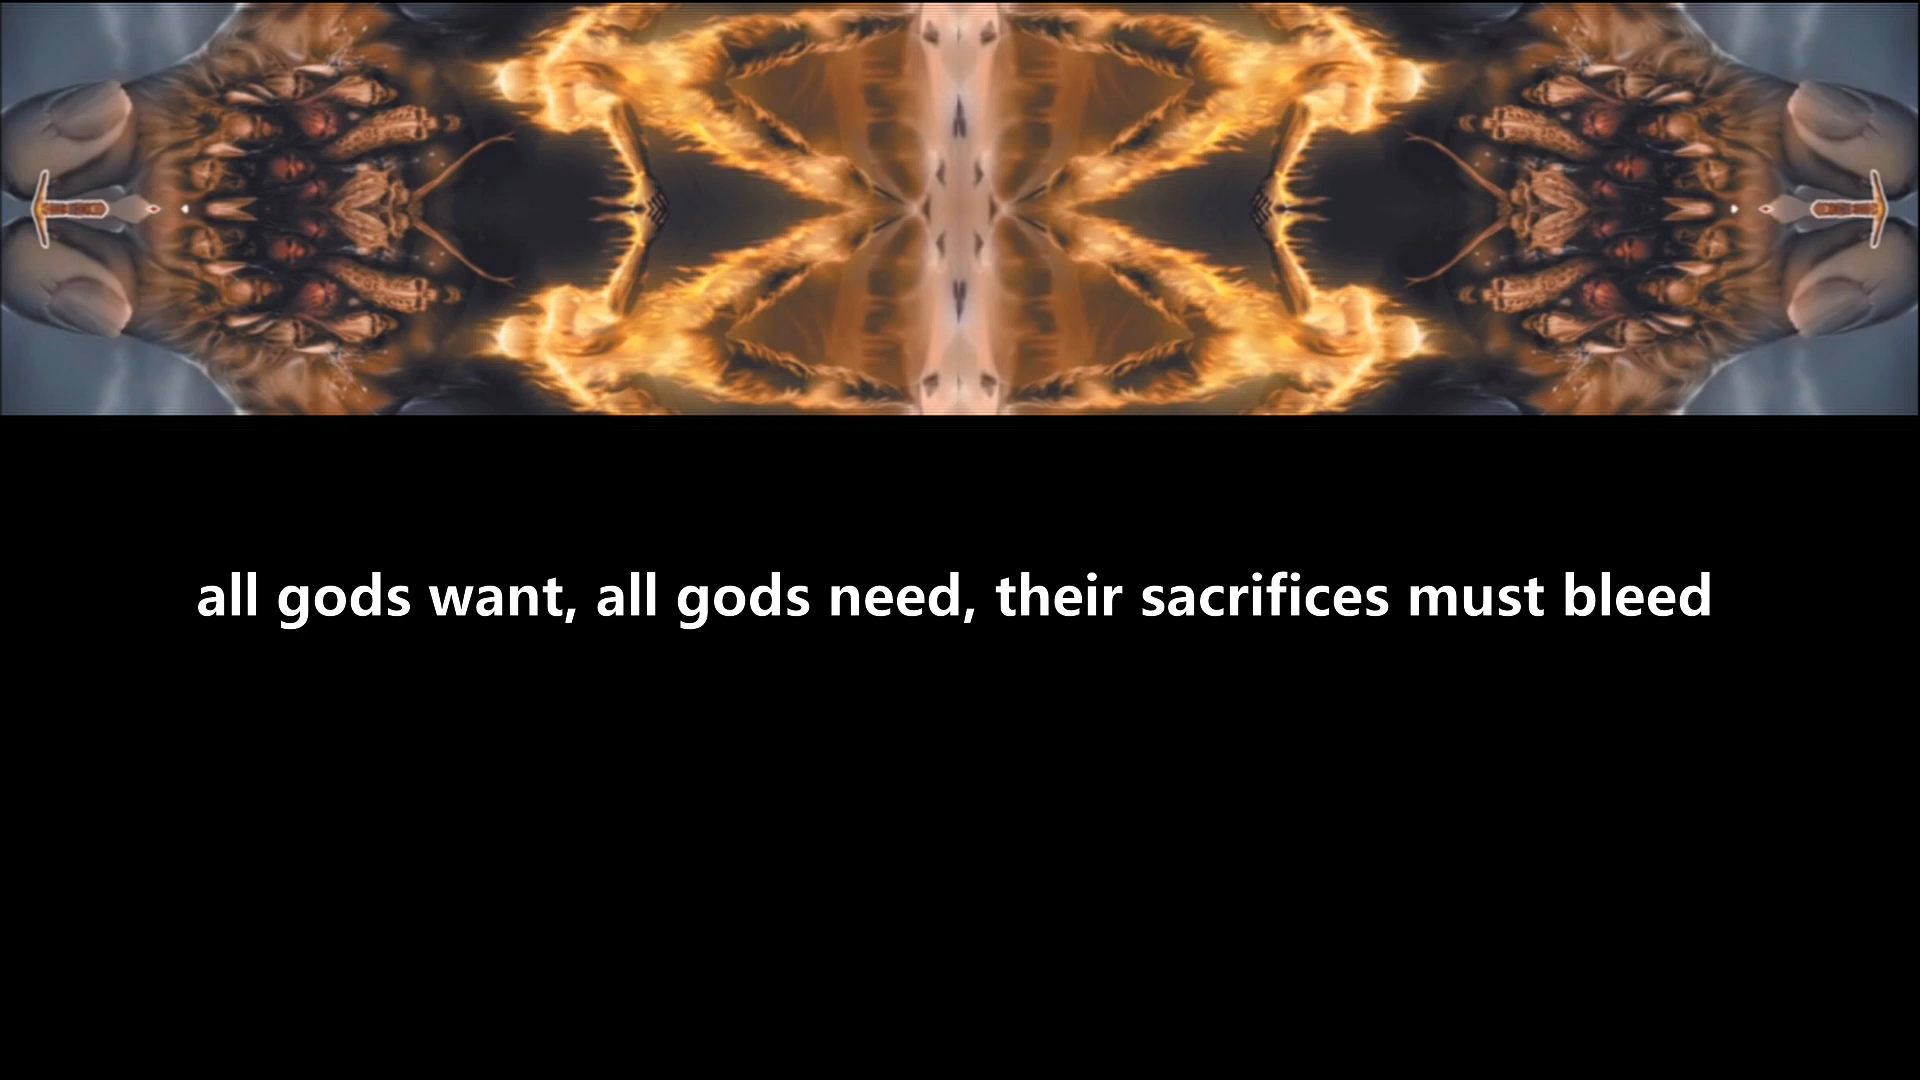 all gods want, all gods need, their sacrifices must bleed